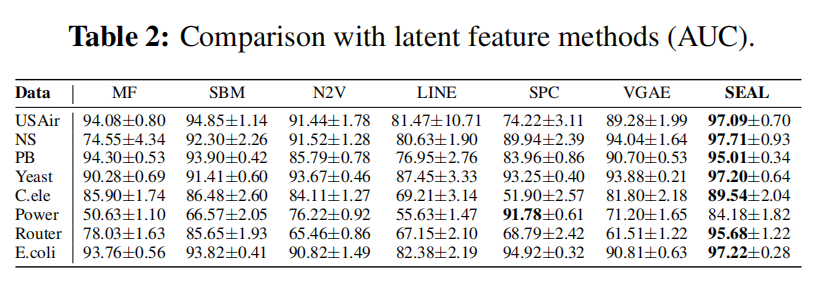 Table 2: Comparison with latent feature methods (AUC).
Data MF SBM N2V LINE SPC VGAE SEAL
USAir 94.08±0.80 94.85±1.14 91.44±1.78 81.47±10.71 74.22±3.11 89.28±1.99 97.09±0.70
NS 74.55±4.34 92.30±2.26 91.52±1.28 80.63±1.90 89.94±2.39 94.04±1.64 97.71±0.93
PB 94.30±0.53 93.90±0.42 85.79±0.78 76.95±2.76 83.96±0.86 90.70±0.53 95.01±0.34
Yeast 90.28±0.69 91.41±0.60 93.67±0.46 87.45±3.33 93.25±0.40 93.88±0.21 97.20±0.64
C.ele 85.90±1.74 86.48±2.60 84.11±1.27 69.21±3.14 51.90±2.57 81.80±2.18 89.54±2.04
Power 50.63±1.10 66.57±2.05 76.22±0.92 55.63±1.47 91.78±0.61 71.20±1.65 84.18±1.82
Router 78.03±1.63 85.65±1.93 65.46±0.86 67.15±2.10 68.79±2.42 61.51±1.22 95.68±1.22
E.coli 93.76±0.56 93.82±0.41 90.82±1.49 82.38±2.19 94.92±0.32 90.81±0.63 97.22±0.28